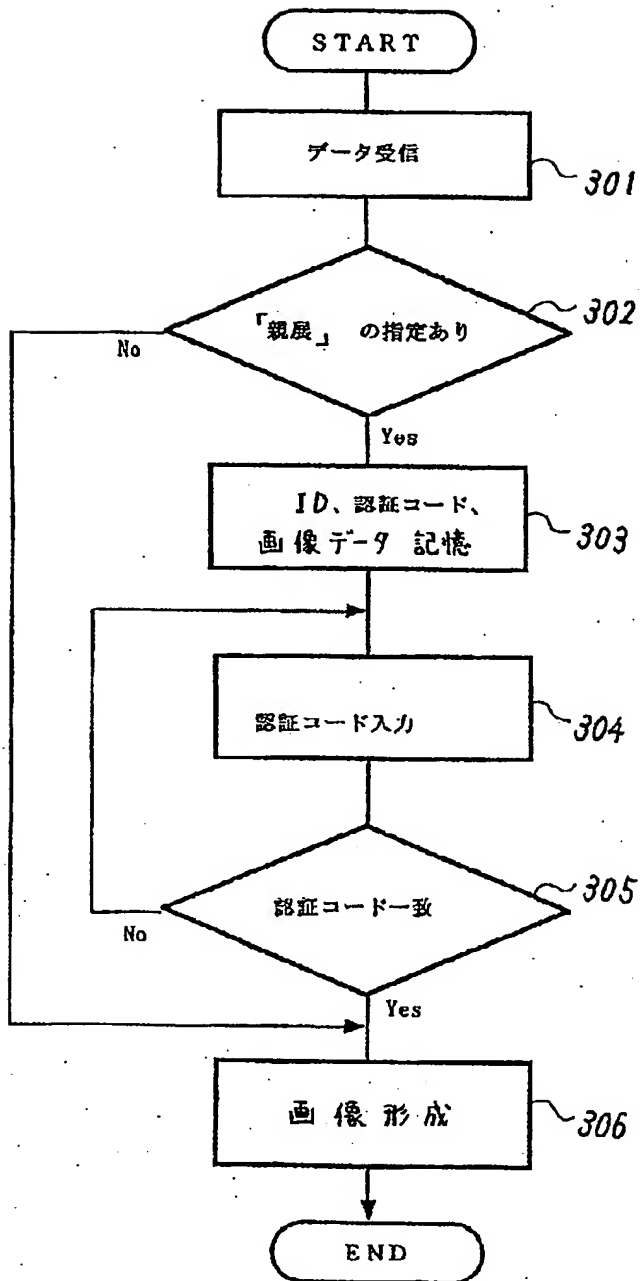 START
データ受信
301
「親展」 の指定あり
302
No
Yes
ID、認証コード、
画像データ 記憶
303
認証コード入力
304
認証コード一致
305
No
Yes
画像形成
306
END